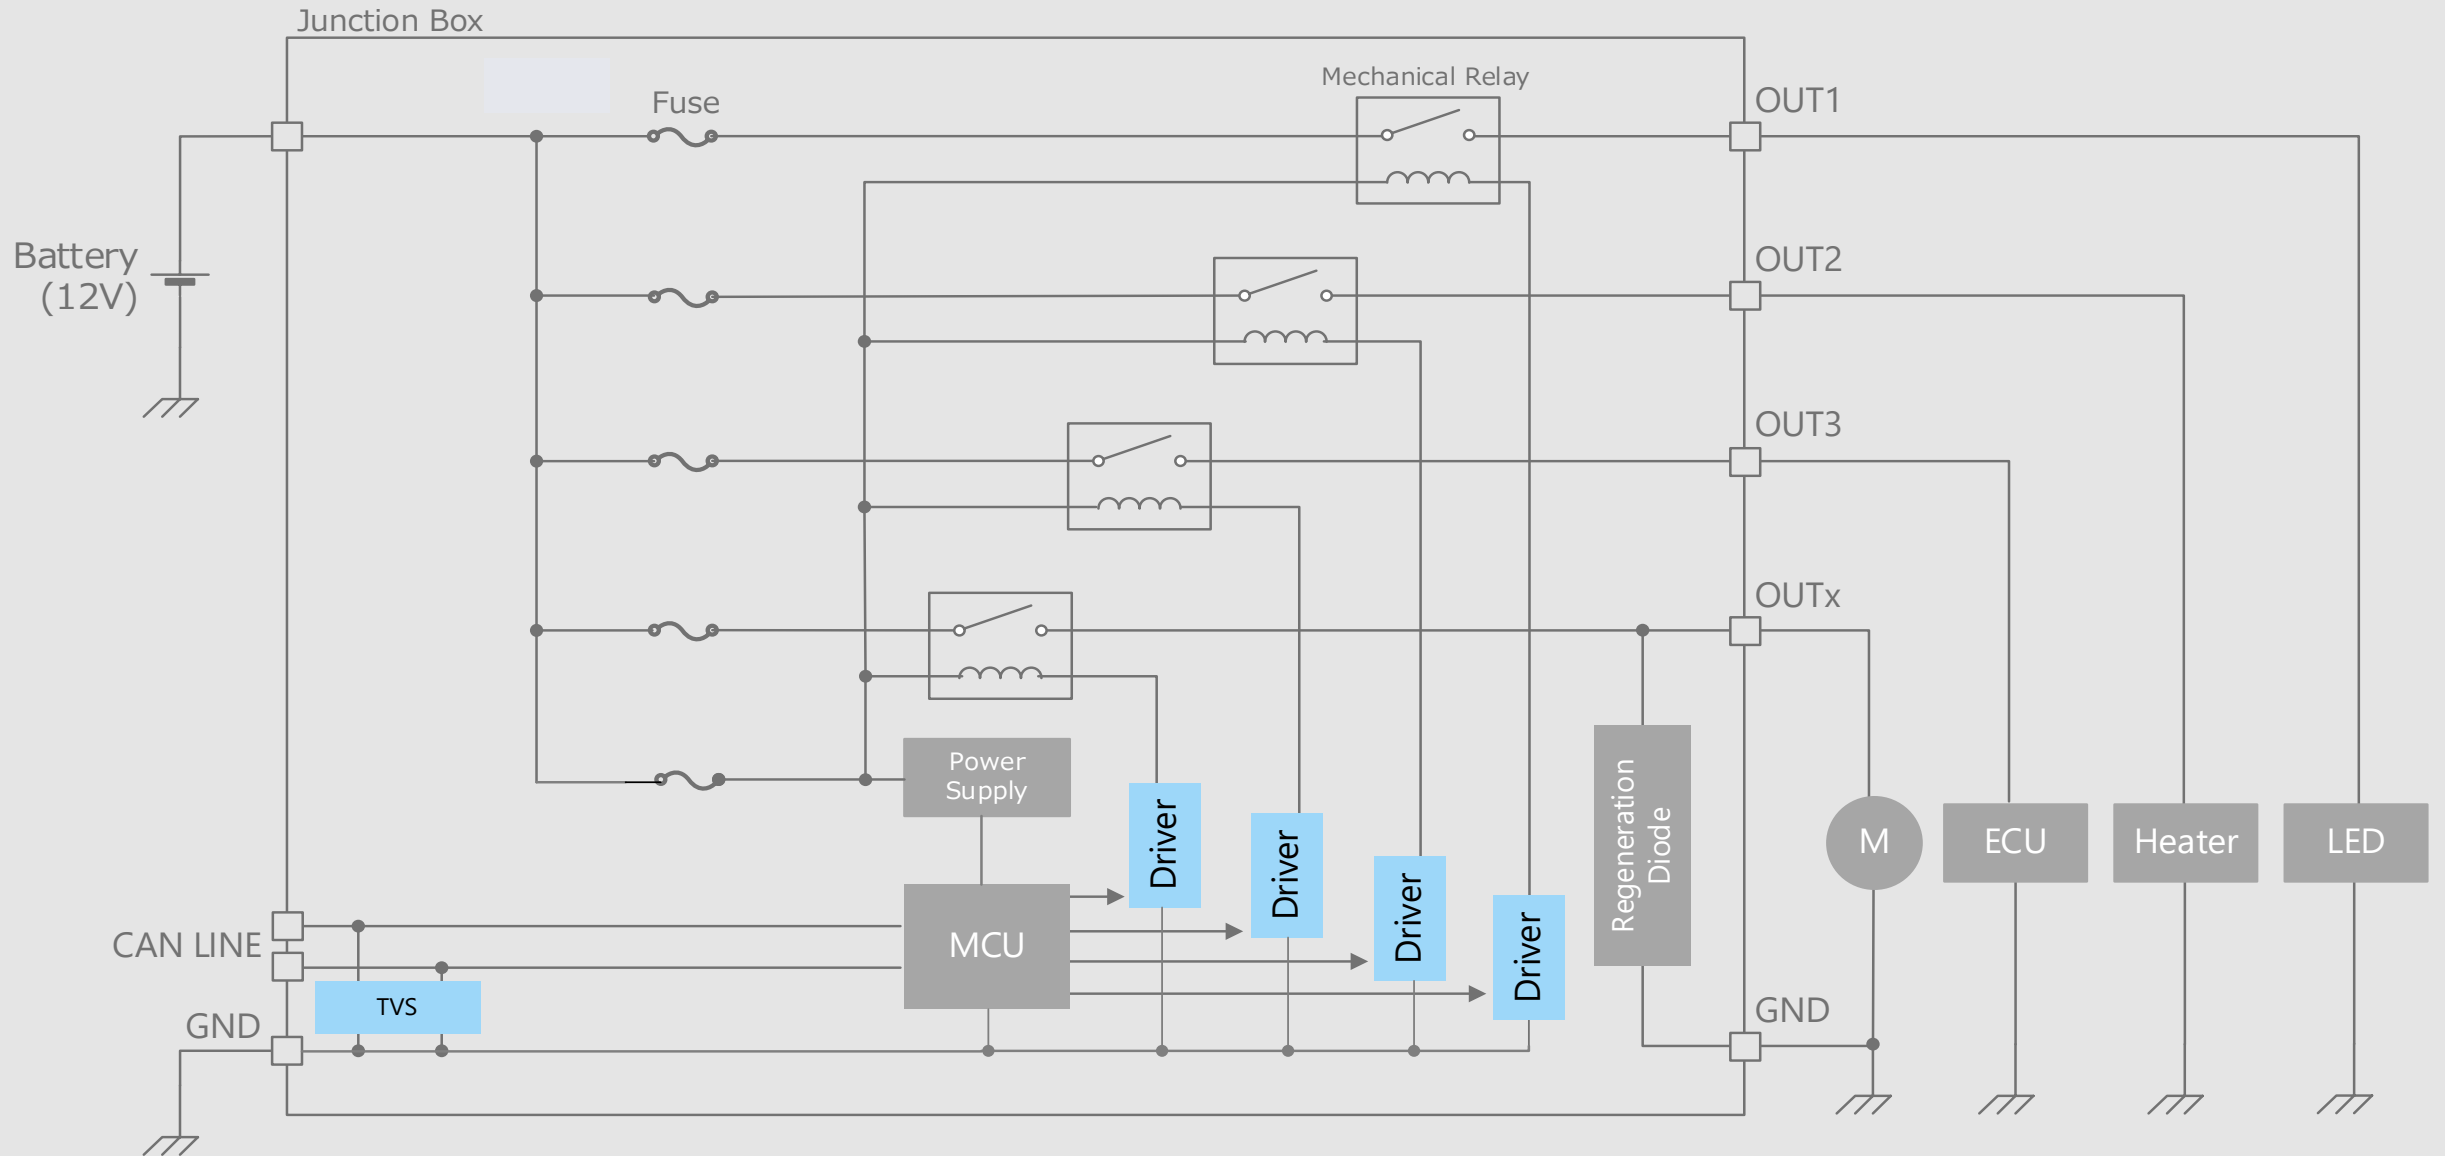 Junction Box
Mechanical Relay
Fuse
OUT1
Battery
(12V)
OUT2
OUT3
OUTx
Power
Supply
Driver
Driver
Driver
Driver
Regeneration
Diode
M
ECU
Heater
LED
CAN LINE
MCU
TVS
GND
GND